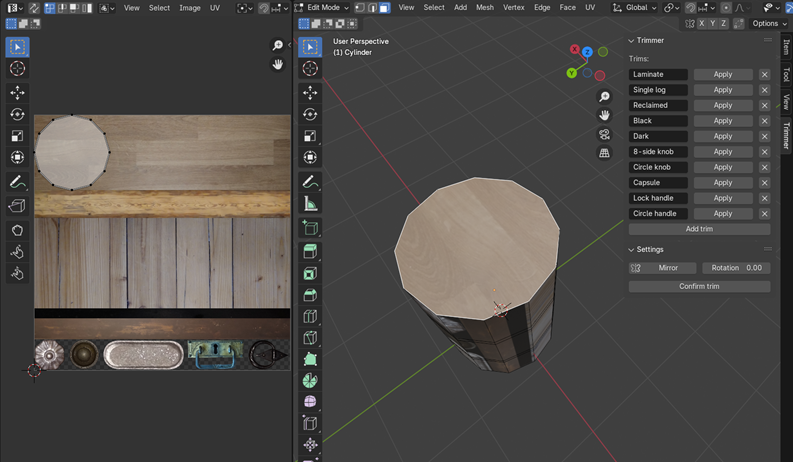 View Select Image UV
Edit Mode View Select Add Mesh Vertex Edge Face UV Global
X Y Z Options
User Perspective
(1) Cylinder
X Z Y
Trimmer
Trims:
Laminate Apply
Single log Apply
Reclaimed Apply
Black Apply
Dark Apply
8-side knob Apply
Circle knob Apply
Capsule Apply
Lock handle Apply
Circle handle Apply
Add trim
Settings
Mirror Rotation 0.00
Confirm trim
Item
Tool
View
Trimmer